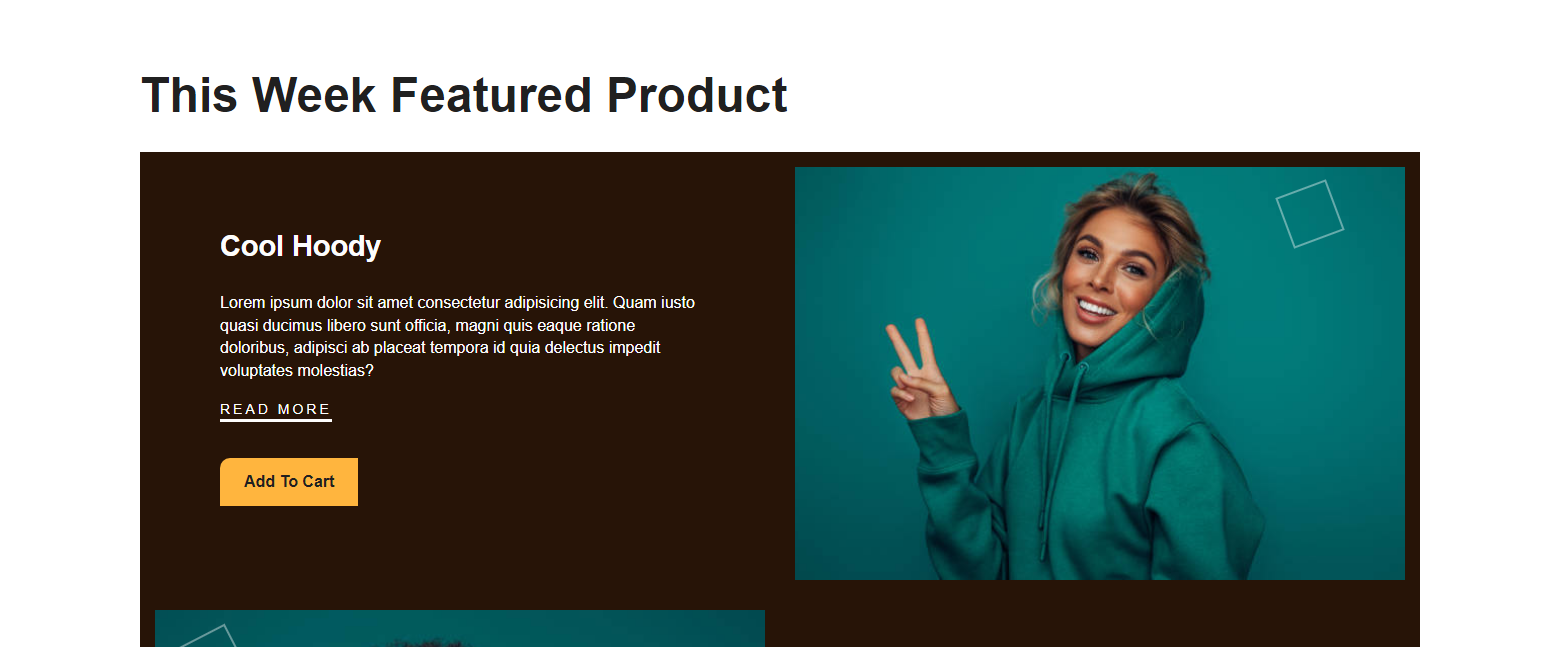 This Week Featured Product
Cool Hoody
Lorem ipsum dolor sit amet consectetur adipisicing elit. Quam iusto
quasi ducimus libero sunt officia, magni quis eaque ratione
doloribus, adipisci ab placeat tempora id quia delectus impedit
voluptates molestias?
READ MORE
Add To Cart